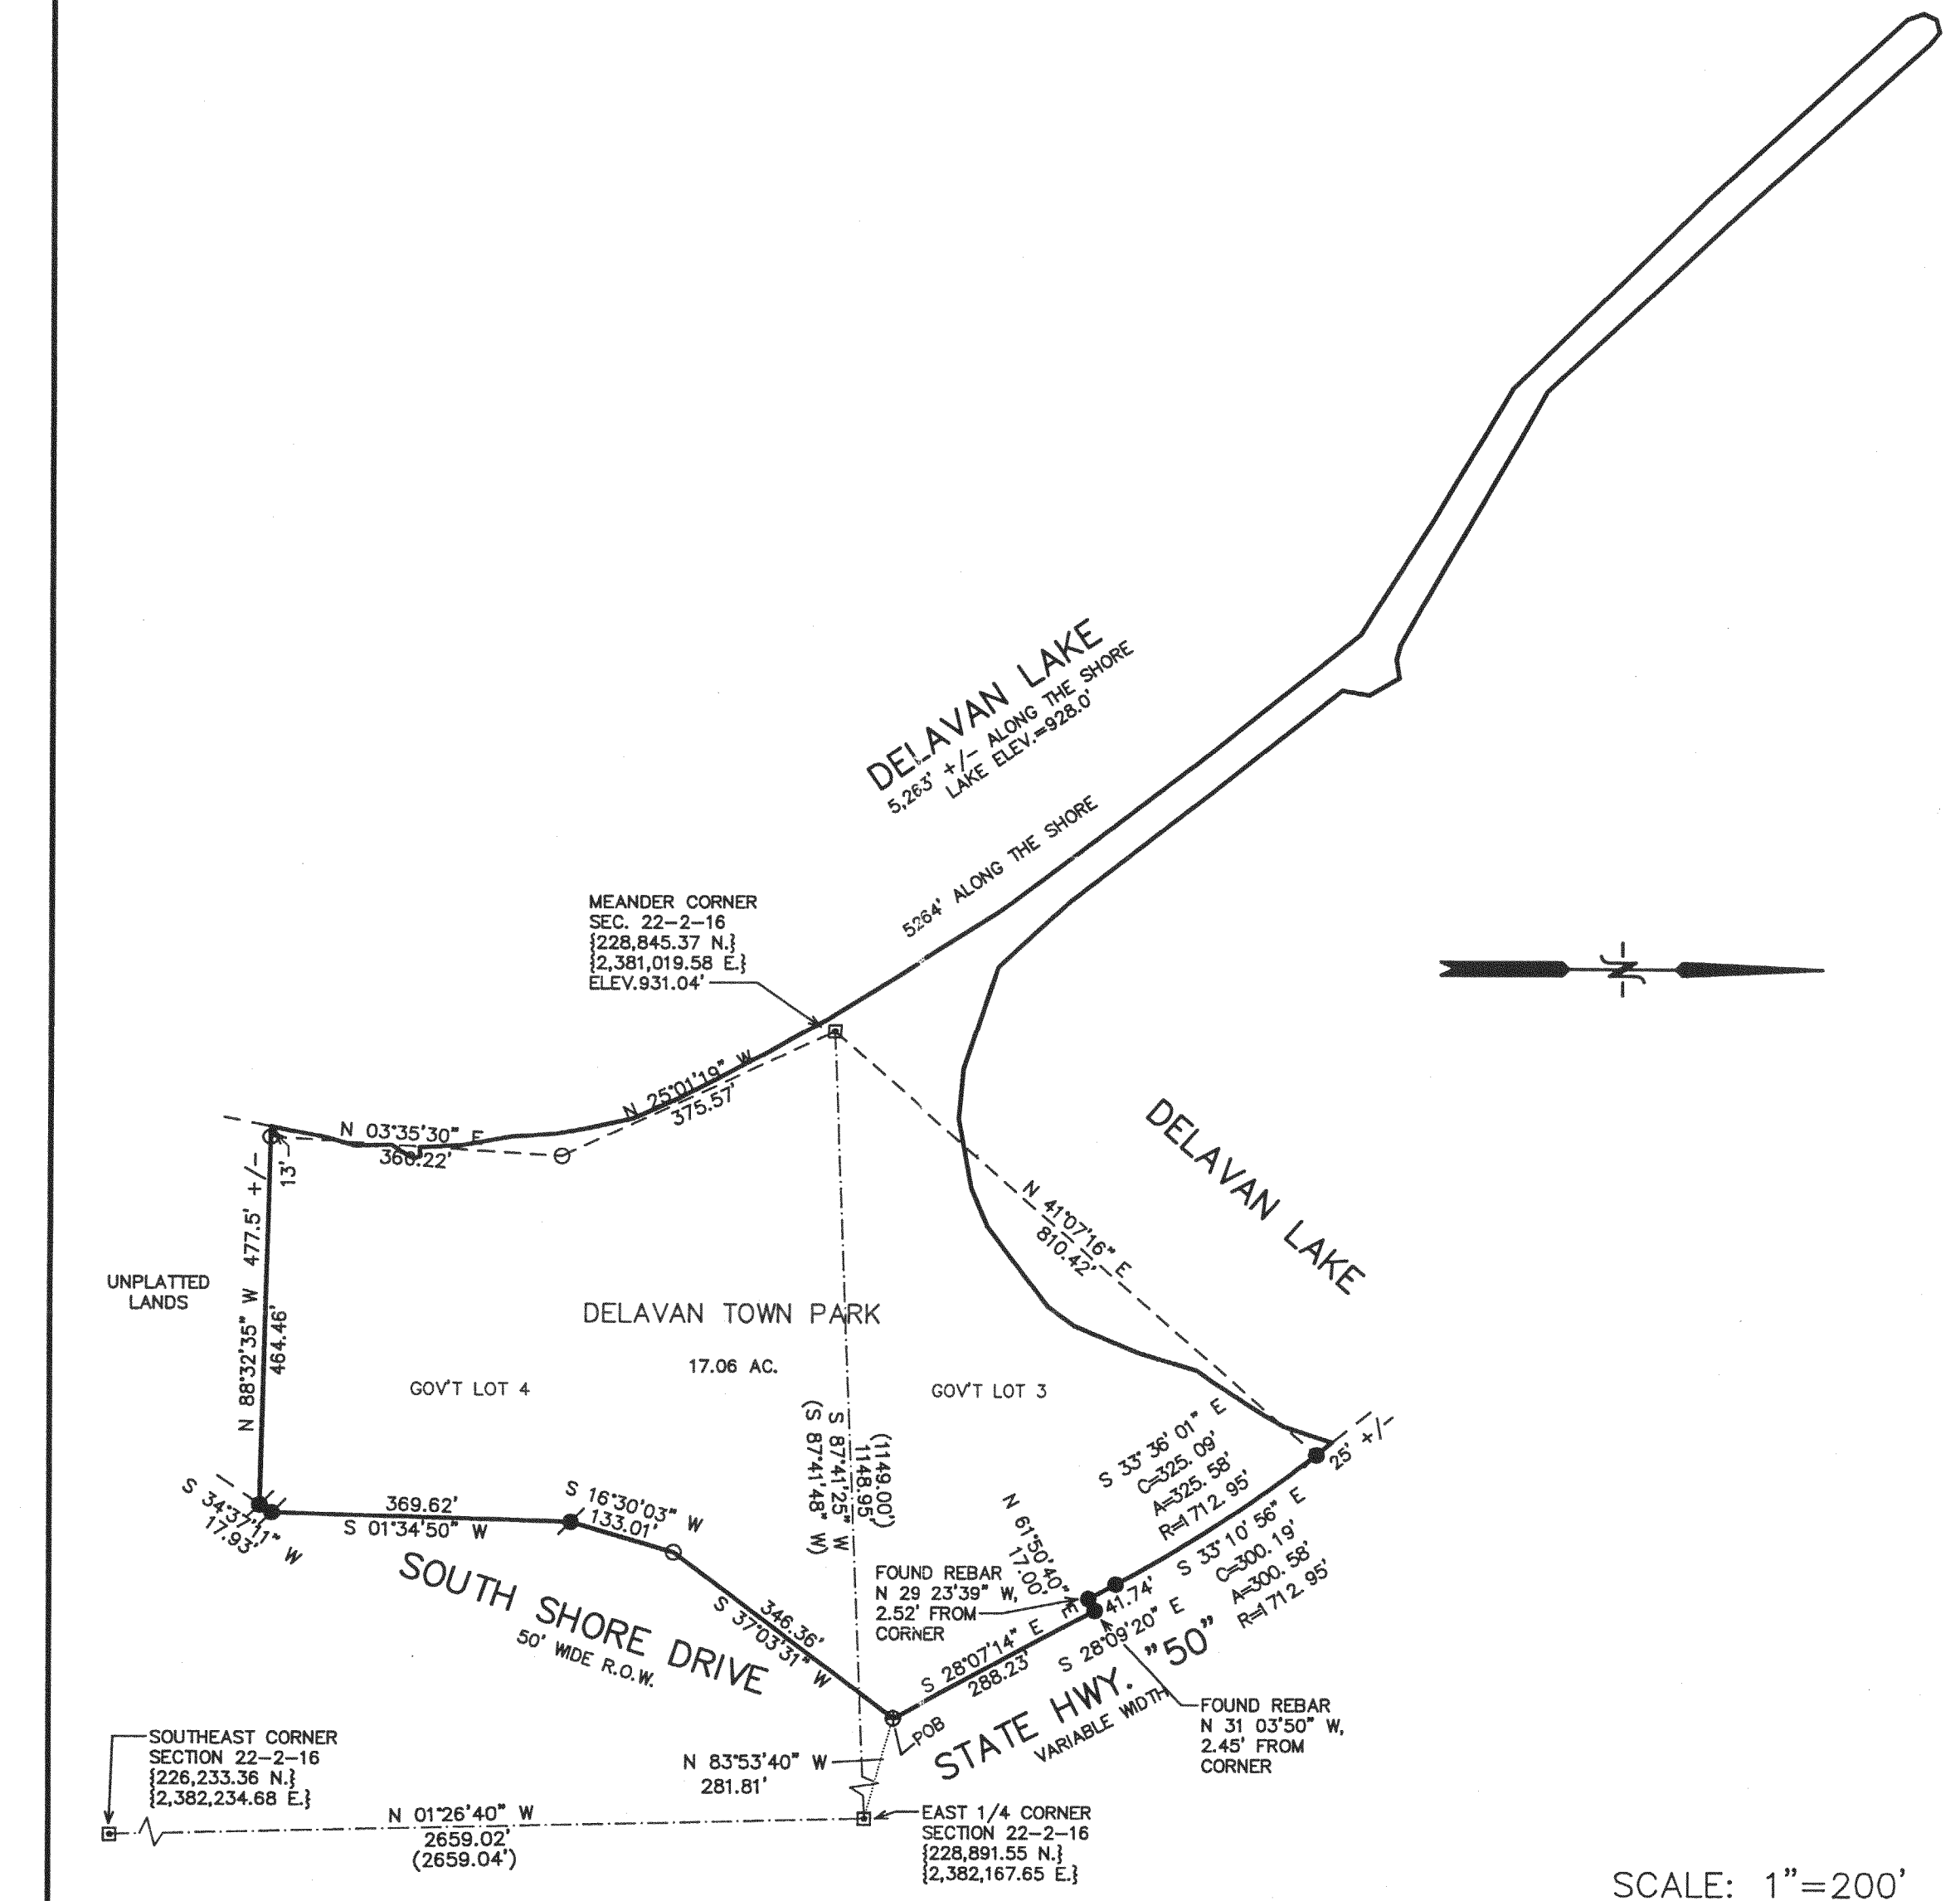 DELAVAN LAKE
5,263' +/- ALONG THE SHORE
LAKE ELEV.=928.0'
5264' ALONG THE SHORE
MEANDER CORNER
SEC. 22-2-16
{228,845.37 N.}
{2,381,019.58 E.}
ELEV.931.04'
N 25°01'19" W
375.57'
N 03°35'30" E
360.22'
13'
N 88°32'35" W 477.5' +/-
464.46'
UNPLATTED
LANDS
DELAVAN LAKE
N 41°07'16" E
810.42'
DELAVAN TOWN PARK
17.06 AC.
GOV'T LOT 4
GOV'T LOT 3
(1149.00')
1148.95'
S 87°41'25" W
(S 87°41'48" W)
25' +/-
S 33°36'01" E
C=325.09'
A=325.58'
R=1712.95'
S 33°10'56" E
C=300.19'
A=300.58'
R=1712.95'
N 61°50'40" E
17.00'
41.74'
S 28°09'20" E
FOUND REBAR
N 29 23'39" W,
2.52' FROM
CORNER
S 34°37'11" W
17.93'
369.62'
S 01°34'50" W
S 16°30'03" W
133.01'
346.36'
S 37°03'31" W
SOUTH SHORE DRIVE
50' WIDE R.O.W.
S 28°07'14" E
288.23'
STATE HWY. "50"
VARIABLE WIDTH
POB
FOUND REBAR
N 31 03'50" W,
2.45' FROM
CORNER
N 83°53'40" W
281.81'
SOUTHEAST CORNER
SECTION 22-2-16
{226,233.36 N.}
{2,382,234.68 E.}
N 01°26'40" W
2659.02'
(2659.04')
EAST 1/4 CORNER
SECTION 22-2-16
{228,891.55 N.}
{2,382,167.65 E.}
N
SCALE: 1"=200'